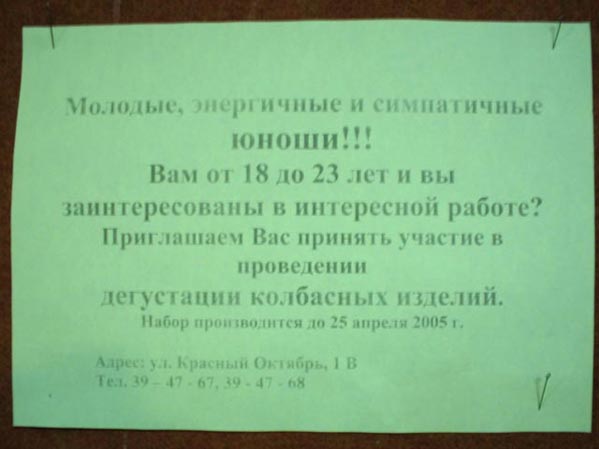 Молодые, энергичные и симпатичные
юноши!!!
Вам от 18 до 23 лет и вы
заинтересованы в интересной работе?
Приглашаем Вас принять участие в
проведении
дегустации колбасных изделий.
Набор производится до 25 апреля 2005 г.
Адрес: ул. Красный Октябрь, 1 В
Тел. 39 – 47 - 67, 39 - 47 - 68